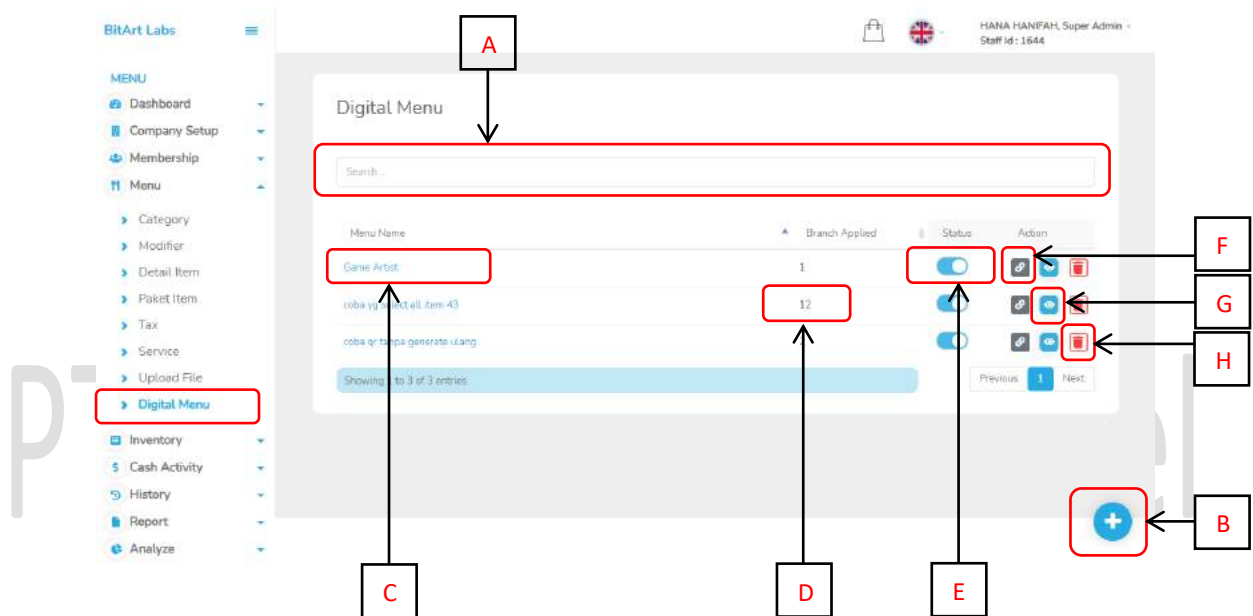 BitArt Labs
HANA HANIFAH, Super Admin
Staff Id : 1644
A
MENU
Dashboard
Company Setup
Membership
Menu
Category
Modifier
Detail Item
Paket Item
Tax
Service
Upload File
Digital Menu
Inventory
Cash Activity
History
Report
Analyze
Digital Menu
Search...
Menu Name Branch Applied Status Action
Game Artist 1
coba yg select all item 43 12
coba qr tanpa generate ulang
Showing 1 to 3 of 3 entries
Previous 1 Next
F
G
H
B
C
D
E